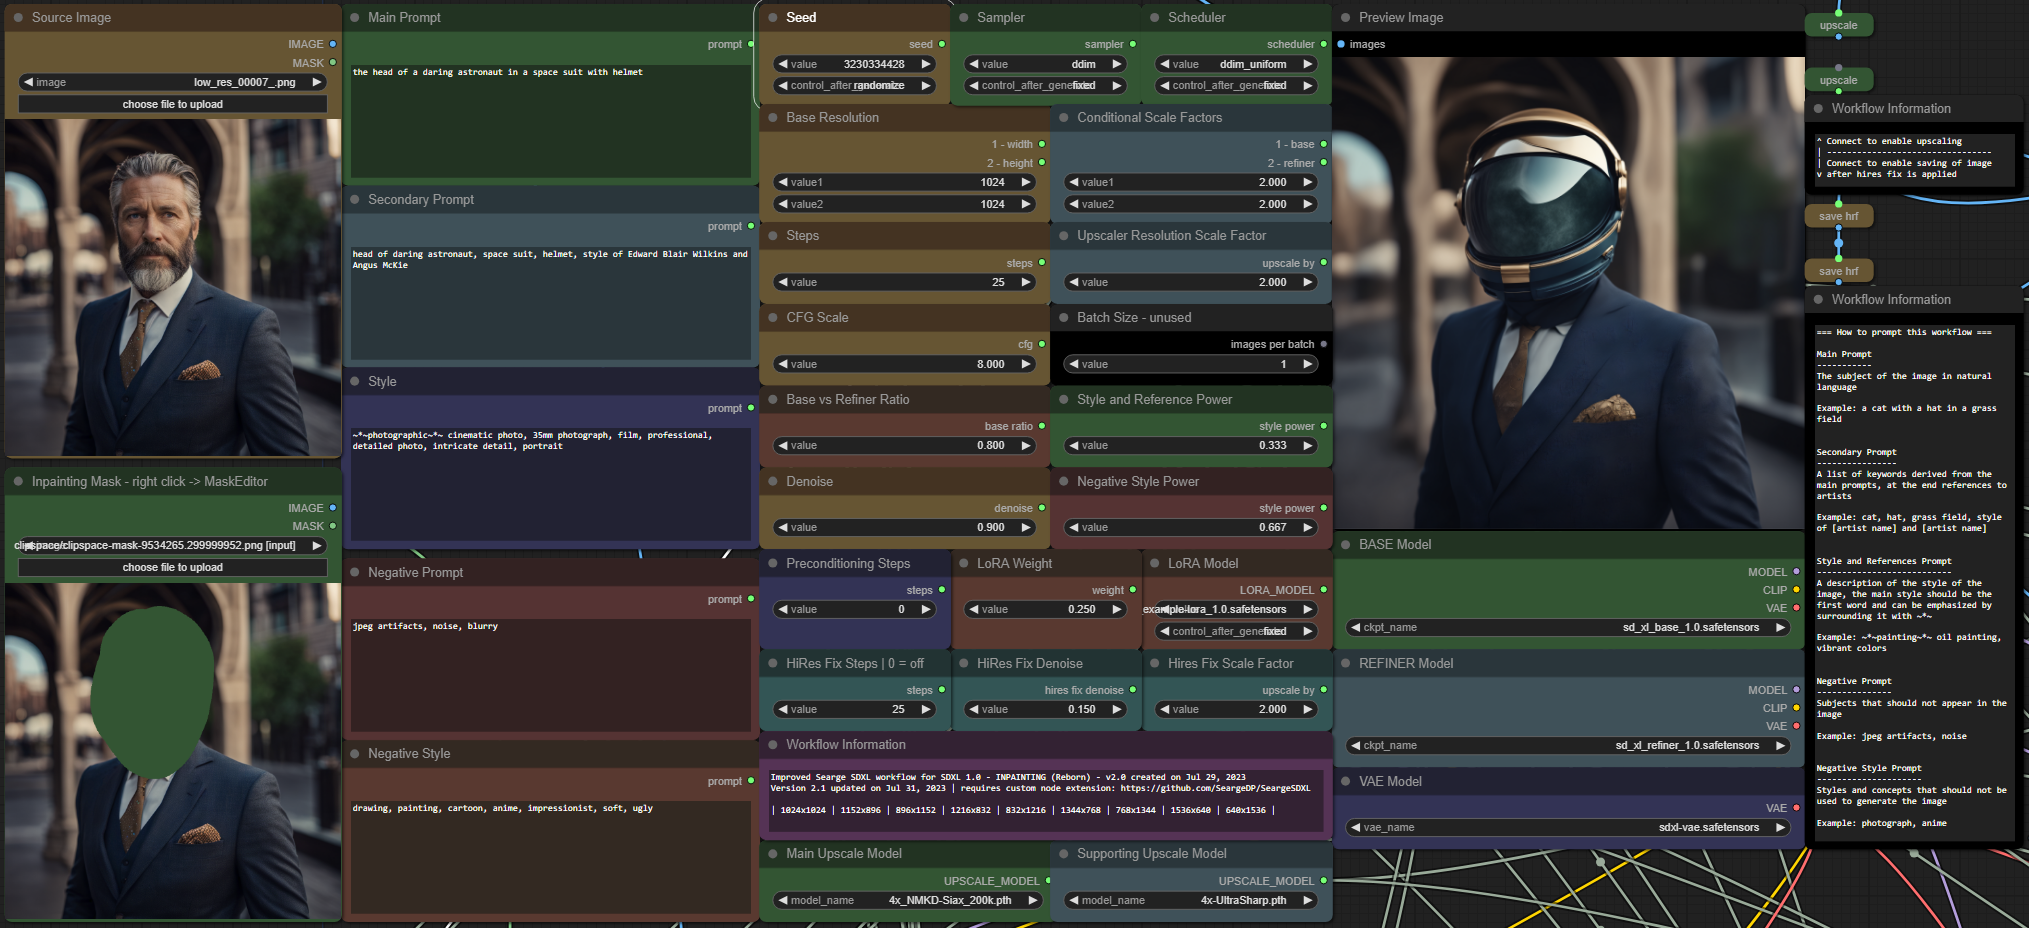 Source Image
IMAGE
MASK
image low_res_00007_.png
choose file to upload
Inpainting Mask - right click -> MaskEditor
IMAGE
MASK
clipspace/clipspace-mask-9534265.299999952.png [input]
choose file to upload
Main Prompt
prompt
the head of a daring astronaut in a space suit with helmet
Secondary Prompt
prompt
head of daring astronaut, space suit, helmet, style of Edward Blair Wilkins and
Angus McKie
Style
prompt
~*~photographic~*~ cinematic photo, 35mm photograph, film, professional,
detailed photo, intricate detail, portrait
Negative Prompt
prompt
jpeg artifacts, noise, blurry
Negative Style
prompt
drawing, painting, cartoon, anime, impressionist, soft, ugly
Seed
seed
value 3230334428
control_after_ randomize
Sampler
sampler
value ddim
control_after_gene fixed
Scheduler
scheduler
value ddim_uniform
control_after_gene fixed
Base Resolution
1 - width
2 - height
value1 1024
value2 1024
Conditional Scale Factors
1 - base
2 - refiner
value1 2.000
value2 2.000
Steps
steps
value 25
Upscaler Resolution Scale Factor
upscale by
value 2.000
CFG Scale
cfg
value 8.000
Batch Size - unused
images per batch
value 1
Base vs Refiner Ratio
base ratio
value 0.800
Style and Reference Power
style power
value 0.333
Denoise
denoise
value 0.900
Negative Style Power
style power
value 0.667
Preconditioning Steps
steps
value 0
LoRA Weight
weight
value 0.250
LoRA Model
LORA_MODEL
example-lora_1.0.safetensors
control_after_gene fixed
HiRes Fix Steps | 0 = off
steps
value 25
HiRes Fix Denoise
hires fix denoise
value 0.150
Hires Fix Scale Factor
upscale by
value 2.000
Workflow Information
Improved Searge SDXL workflow for SDXL 1.0 - INPAINTING (Reborn) - v2.0 created on Jul 29, 2023
Version 2.1 updated on Jul 31, 2023 | requires custom node extension: https://github.com/SeargeDP/SeargeSDXL
| 1024x1024 | 1152x896 | 896x1152 | 1216x832 | 832x1216 | 1344x768 | 768x1344 | 1536x640 | 640x1536 |
Main Upscale Model
UPSCALE_MODEL
model_name 4x_NMKD-Siax_200k.pth
Supporting Upscale Model
UPSCALE_MODEL
model_name 4x-UltraSharp.pth
Preview Image
images
BASE Model
MODEL
CLIP
VAE
ckpt_name sd_xl_base_1.0.safetensors
REFINER Model
MODEL
CLIP
VAE
ckpt_name sd_xl_refiner_1.0.safetensors
VAE Model
VAE
vae_name sdxl-vae.safetensors
upscale
upscale
Workflow Information
^ Connect to enable upscaling
| ---------------------------------
| Connect to enable saving of image
v after hires fix is applied
save hrf
save hrf
Workflow Information
=== How to prompt this workflow ===
Main Prompt
-----------
The subject of the image in natural
language
Example: a cat with a hat in a grass
field
Secondary Prompt
----------------
A list of keywords derived from the
main prompts, at the end references to
artists
Example: cat, hat, grass field, style
of [artist name] and [artist name]
Style and References Prompt
---------------------------
A description of the style of the
image, the main style should be the
first word and can be emphasized by
surrounding it with ~*~
Example: ~*~painting~*~ oil painting,
vibrant colors
Negative Prompt
---------------
Subjects that should not appear in the
image
Example: jpeg artifacts, noise
Negative Style Prompt
---------------------
Styles and concepts that should not be
used to generate the image
Example: photograph, anime